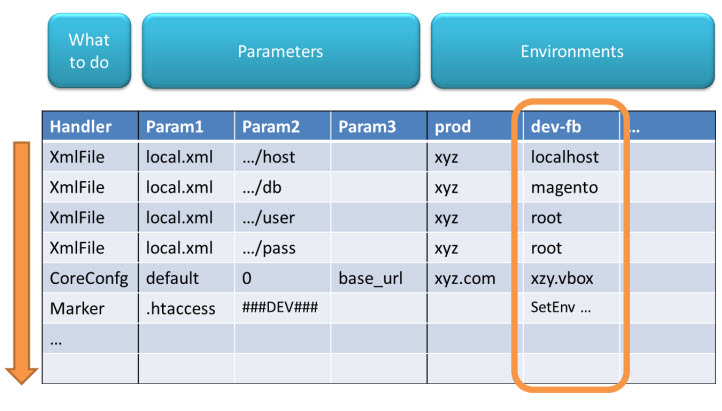 What
to do
Parameters
Environments
Handler Param1 Param2 Param3 prod dev-fb ...
XmlFile local.xml .../host xyz localhost
XmlFile local.xml .../db xyz magento
XmlFile local.xml .../user xyz root
XmlFile local.xml .../pass xyz root
CoreConfg default 0 base_url xyz.com xzy.vbox
Marker .htaccess ###DEV### SetEnv ...
...